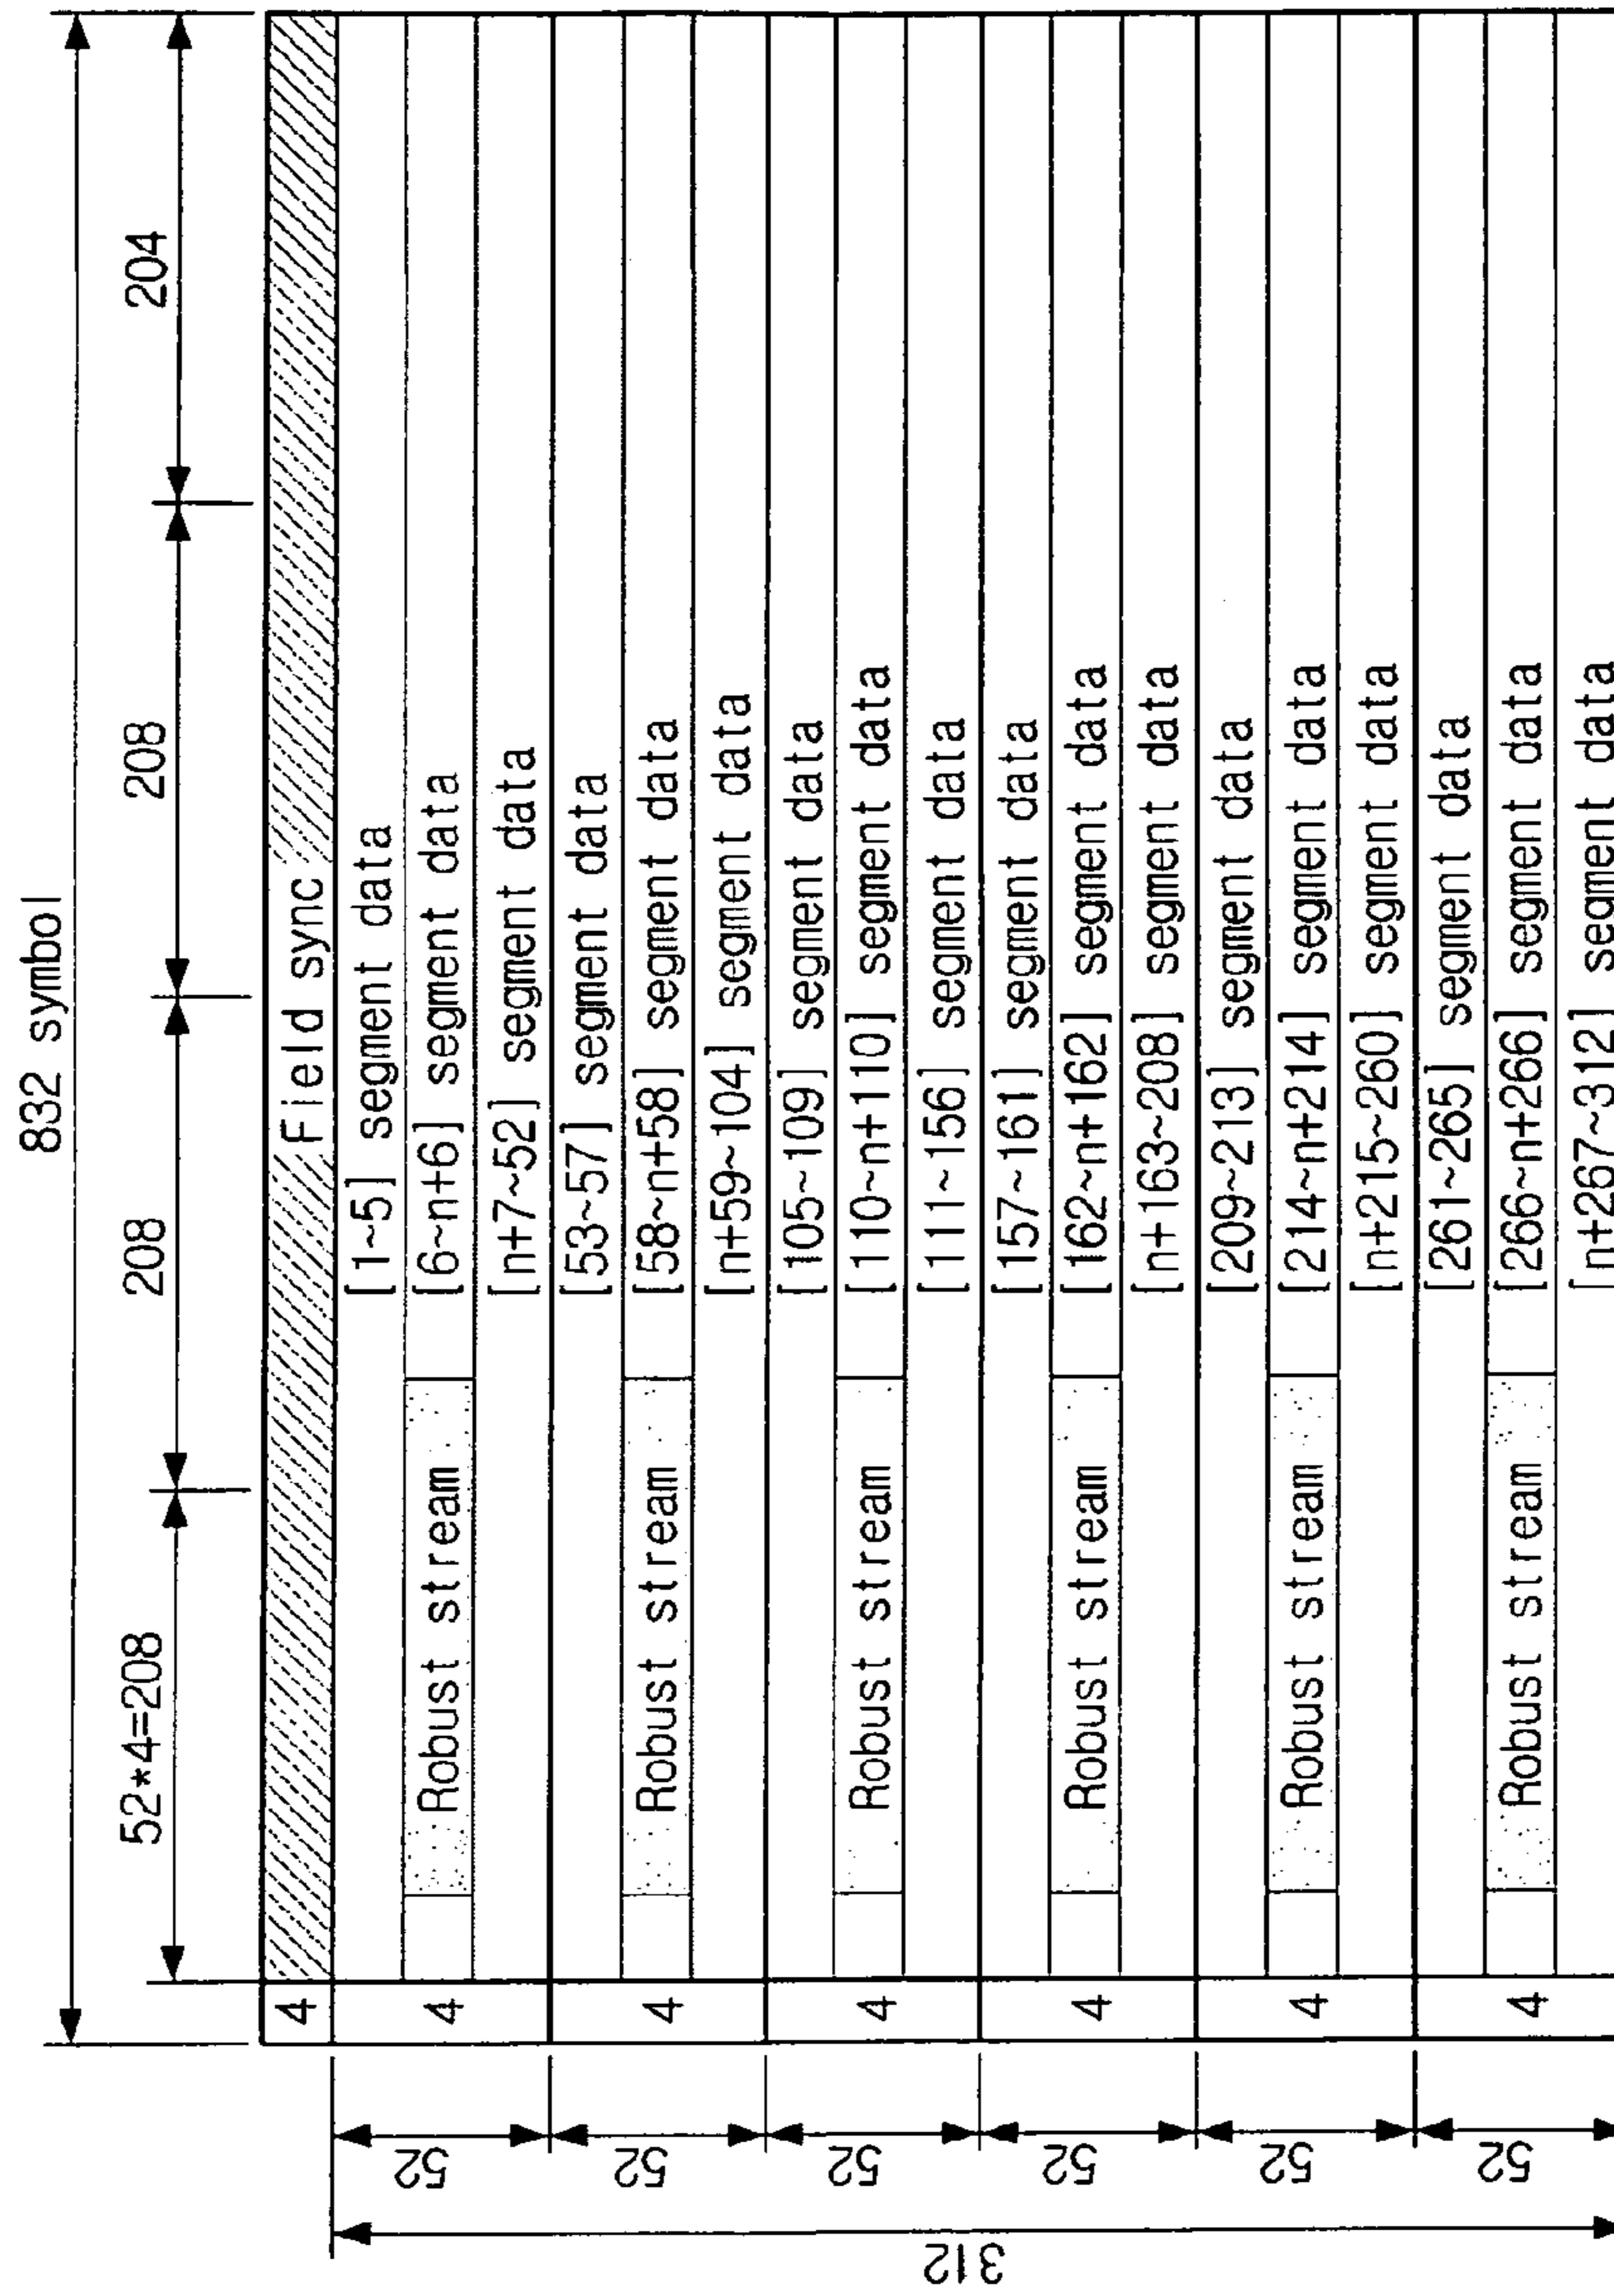 832 symbol
52*4=208
208
208
204
4
Field sync
[1~5] segment data
52
4
Robust stream
[6~n+6] segment data
[n+7~52] segment data
[53~57] segment data
52
4
Robust stream
[58~n+58] segment data
[n+59~104] segment data
[105~109] segment data
52
4
Robust stream
[110~n+110] segment data
[111~156] segment data
312
[157~161] segment data
52
4
Robust stream
[162~n+162] segment data
[n+163~208] segment data
[209~213] segment data
52
4
Robust stream
[214~n+214] segment data
[n+215~260] segment data
[261~265] segment data
52
4
Robust stream
[266~n+266] segment data
[n+267~312] segment data